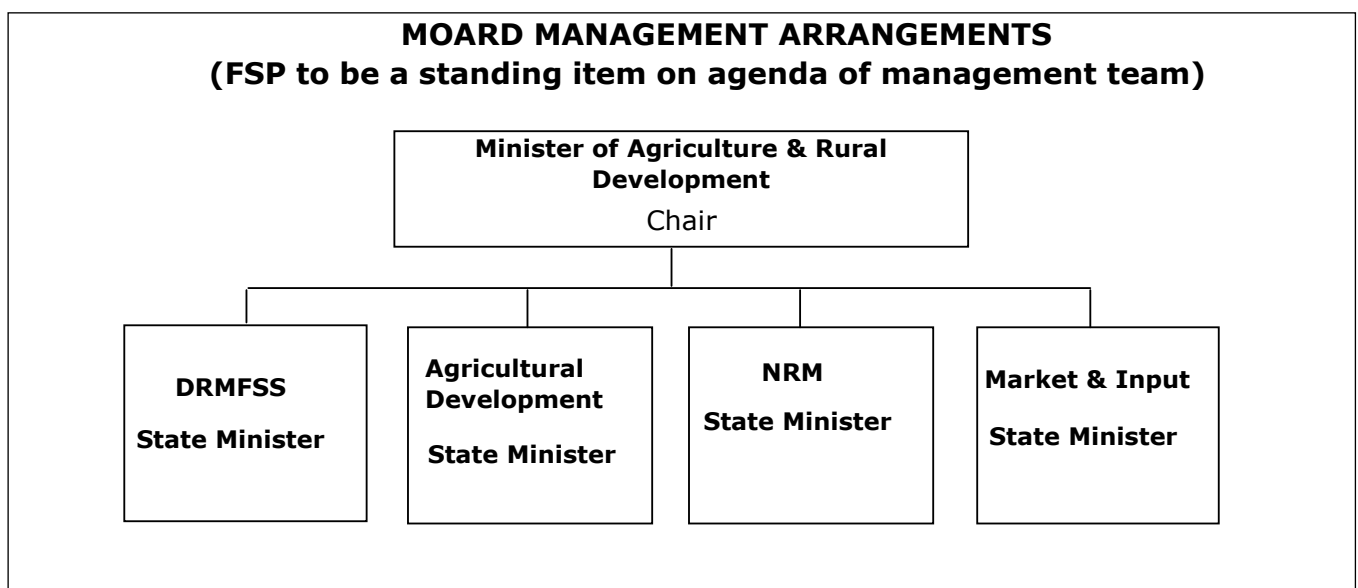 MOARD MANAGEMENT ARRANGEMENTS
(FSP to be a standing item on agenda of management team)
Minister of Agriculture & Rural
Development
Chair
DRMFSS
State Minister
Agricultural
Development
State Minister
NRM
State Minister
Market & Input
State Minister